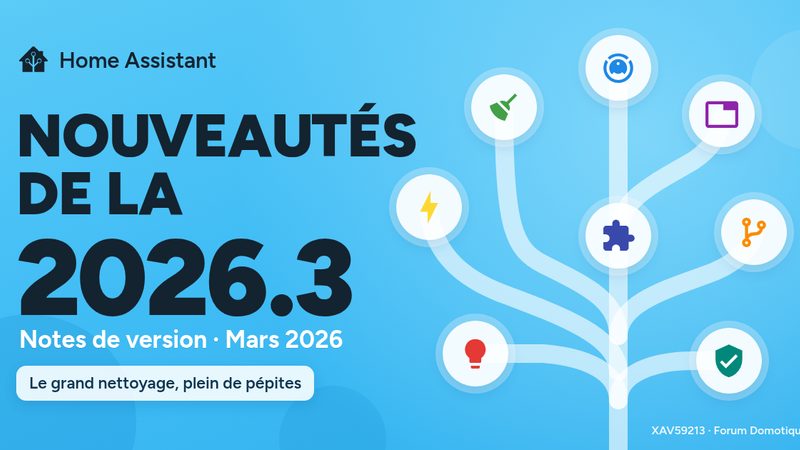 Home Assistant
NOUVEAUTÉS
DE LA
2026.3
Notes de version · Mars 2026
Le grand nettoyage, plein de pépites
XAV59213 · Forum